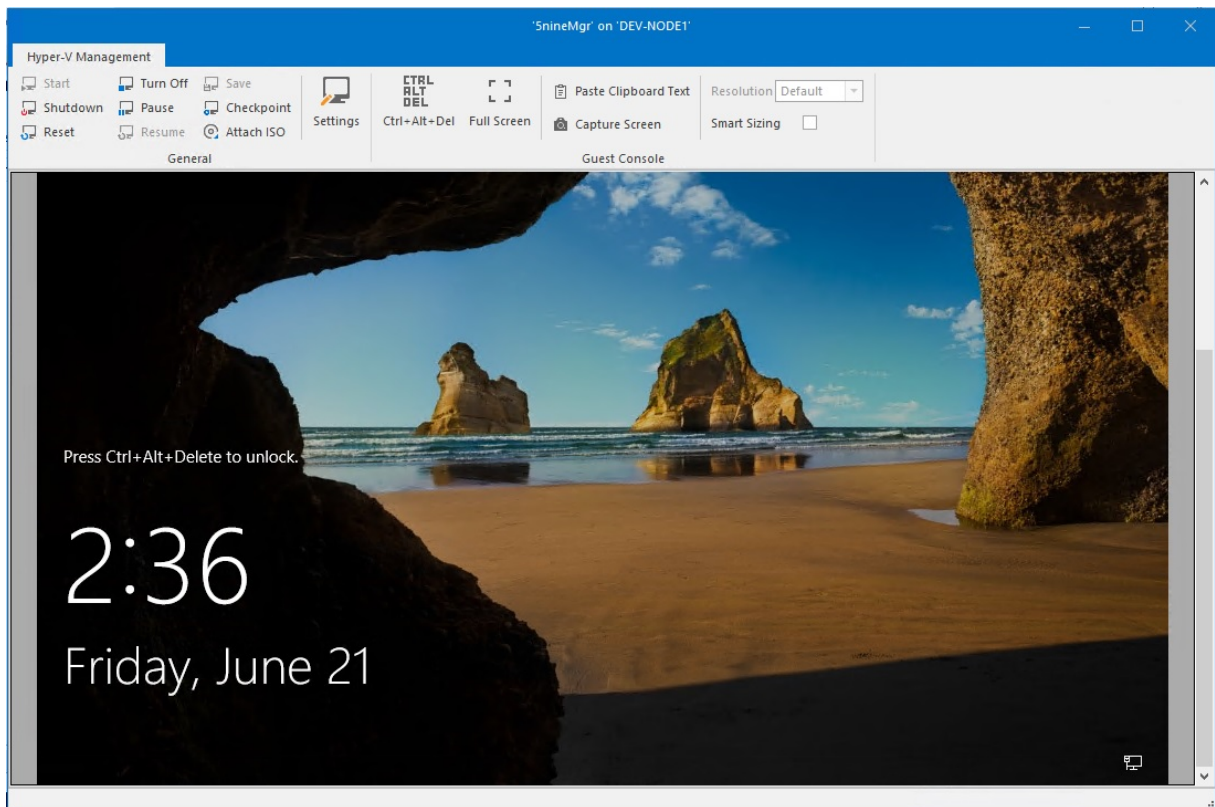 '5nineMgr' on 'DEV-NODE1'
Hyper-V Management
Start
Turn Off
Save
Shutdown
Pause
Checkpoint
Reset
Resume
Attach ISO
Settings
General
CTRL
ALT
DEL
Ctrl+Alt+Del
Full Screen
Paste Clipboard Text
Capture Screen
Resolution Default
Smart Sizing
Guest Console
Press Ctrl+Alt+Delete to unlock.
2:36
Friday, June 21